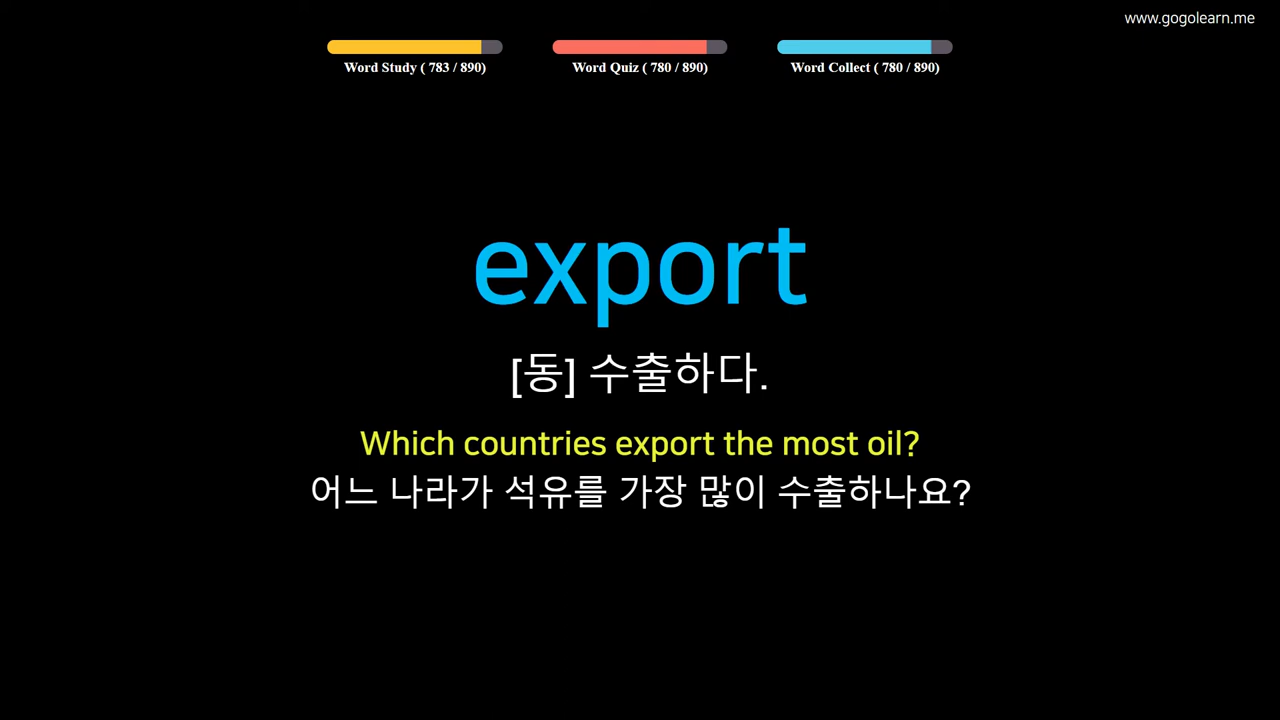 www.gogolearn.me
Word Study ( 783 / 890)
Word Quiz ( 780 / 890)
Word Collect ( 780 / 890)
export
[동] 수출하다.
Which countries export the most oil?
어느 나라가 석유를 가장 많이 수출하나요?